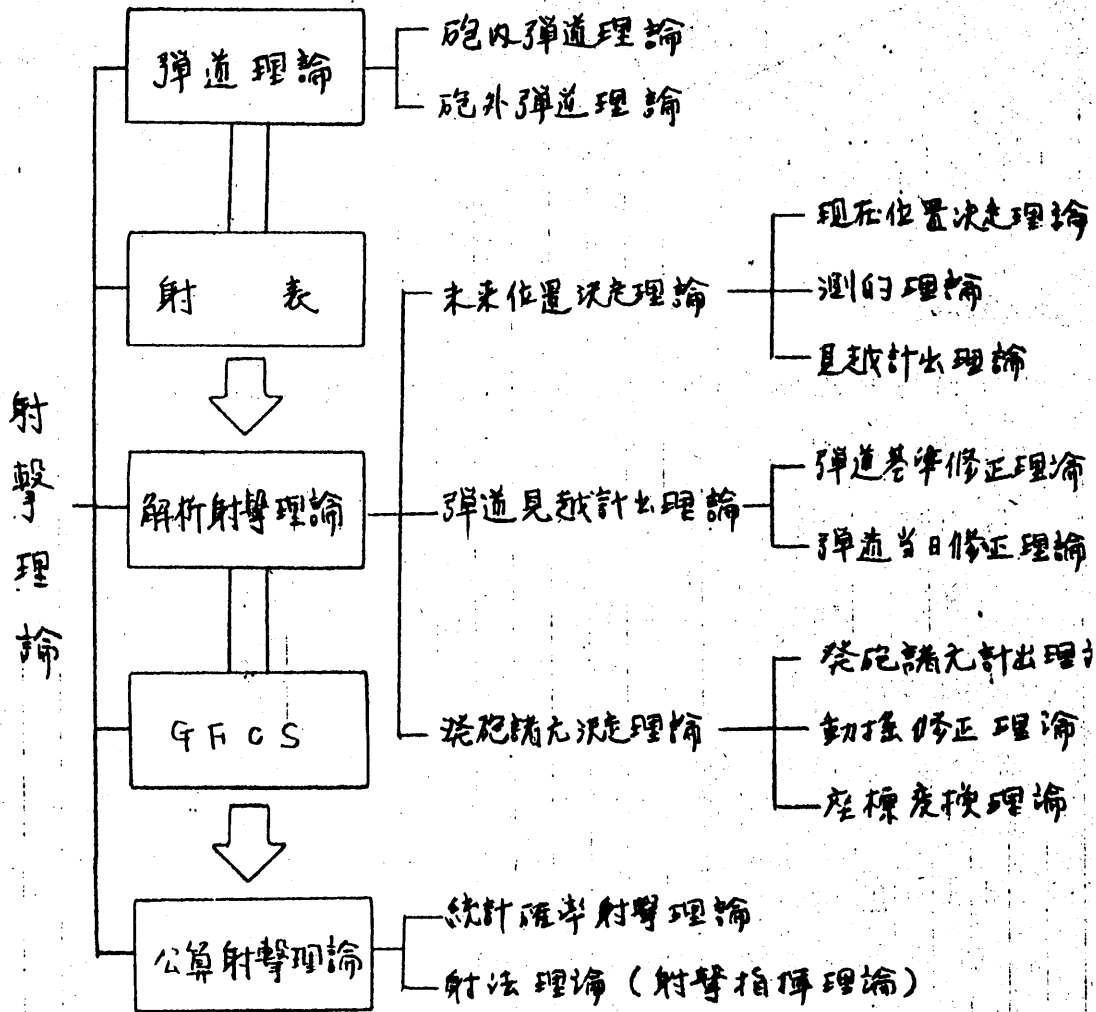 射撃理論
弾道理論
砲内弾道理論
砲外弾道理論
射　表
解析射撃理論
未来位置決定理論
現在位置決定理論
測的理論
見越計出理論
弾道見越計出理論
弾道基準修正理論
弾道当日修正理論
発砲諸元決定理論
発砲諸元計出理
動揺修正理論
座標変換理論
GFCS
公算射撃理論
統計確率射撃理論
射法理論（射撃指揮理論）